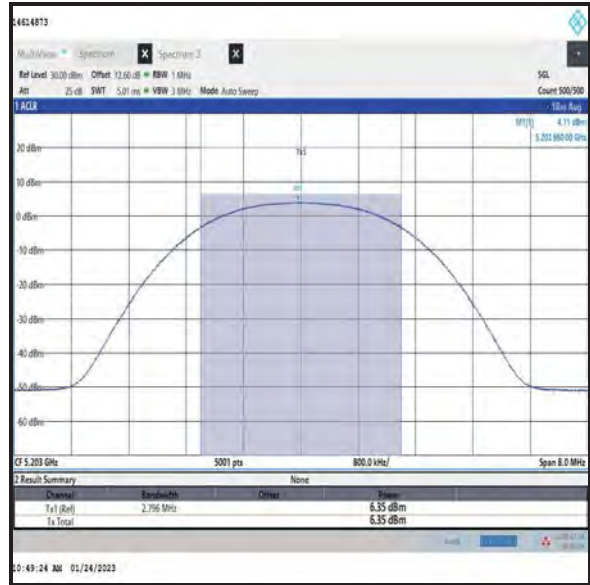 14614873
MultiView Spectrum X Spectrum 2 X
Ref Level 30.00 dBm Offset 12.60 dB RBW 1 MHz SGL
Att 25 dB SWT 5.01 ms VBW 3 MHz Mode Auto Sweep Count 500/500
1 ACLR 1Rm Avg
M1[1] 4.11 dBm
5.202 96000 GHz
20 dBm
Tx1
10 dBm
M1
0 dBm
-10 dBm
-20 dBm
-30 dBm
-40 dBm
-50 dBm
-60 dBm
CF 5.203 GHz 5001 pts 800.0 kHz/ Span 8.0 MHz
2 Result Summary None
Channel Bandwidth Offset Power
Tx1 (Ref) 2.796 MHz 6.35 dBm
Tx Total 6.35 dBm
10:49:24 AM 01/24/2023